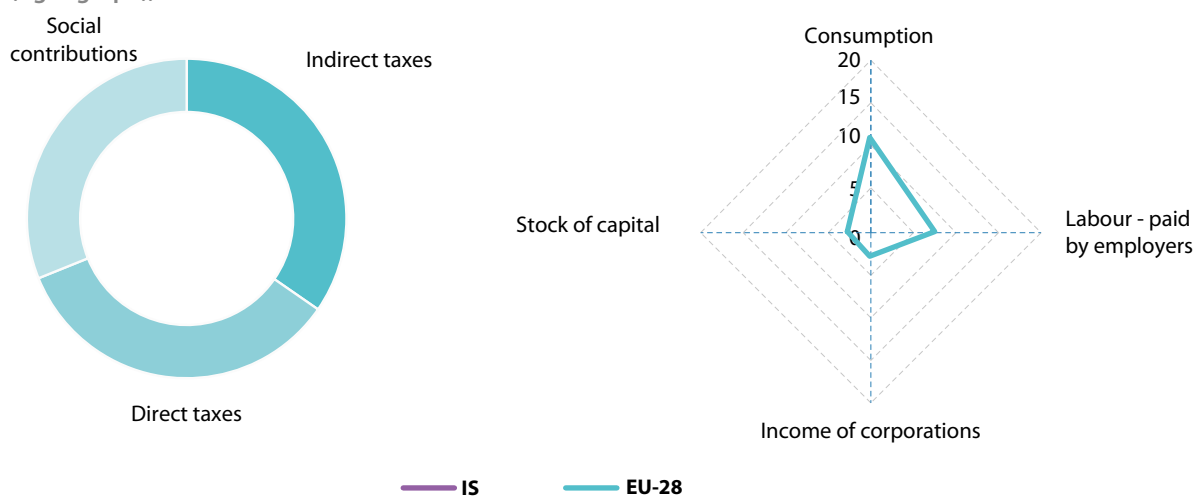 Social
contributions
Indirect taxes
Direct taxes
Consumption
20
15
10
5
0
Stock of capital
Labour - paid
by employers
Income of corporations
IS
EU-28